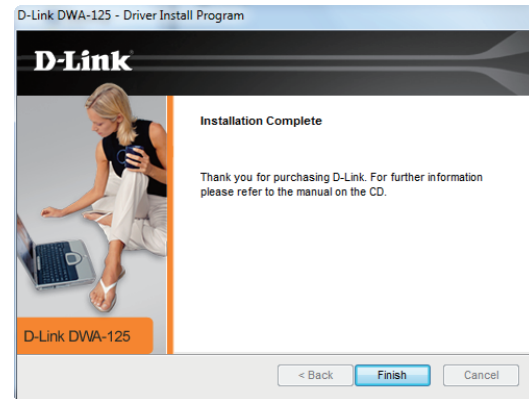 D-Link DWA-125 - Driver Install Program
D-Link
Installation Complete
Thank you for purchasing D-Link. For further information
please refer to the manual on the CD.
D-Link DWA-125
< Back
Finish
Cancel